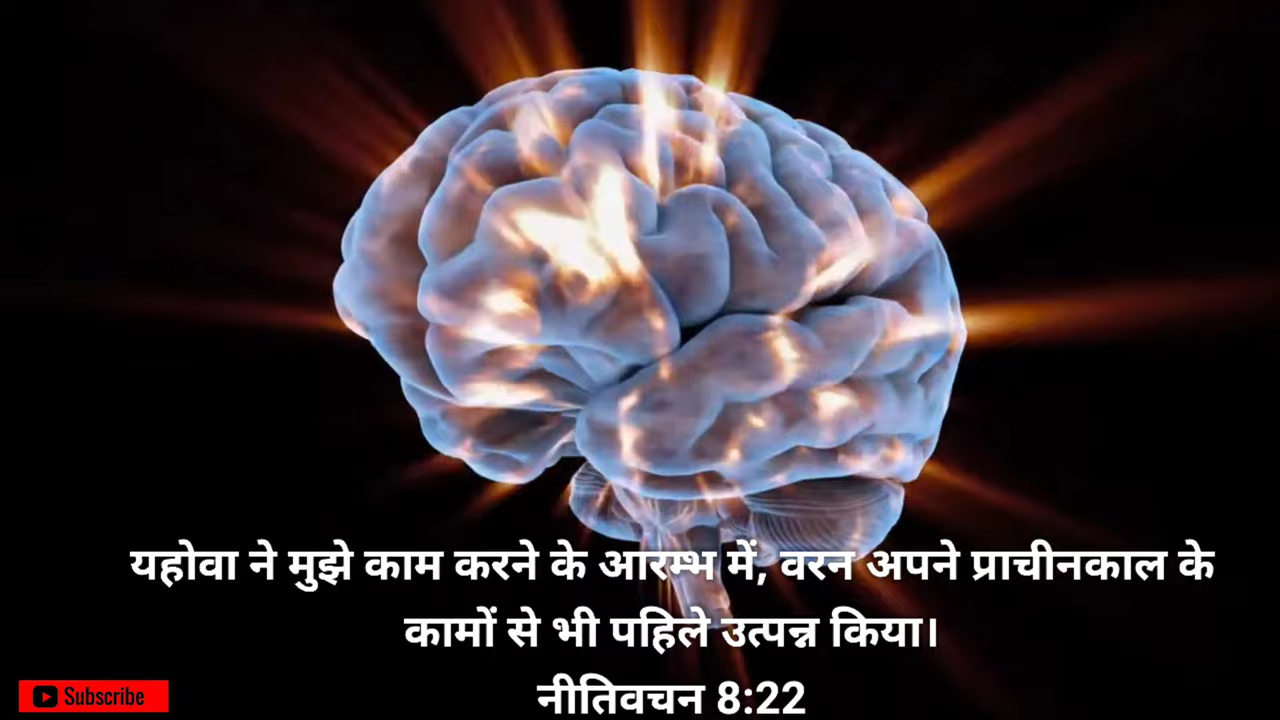 यहोवा ने मुझे काम करने के आरम्भ में, वरन अपने प्राचीनकाल के
कामों से भी पहिले उत्पन्न किया।
नीतिवचन 8:22
Subscribe